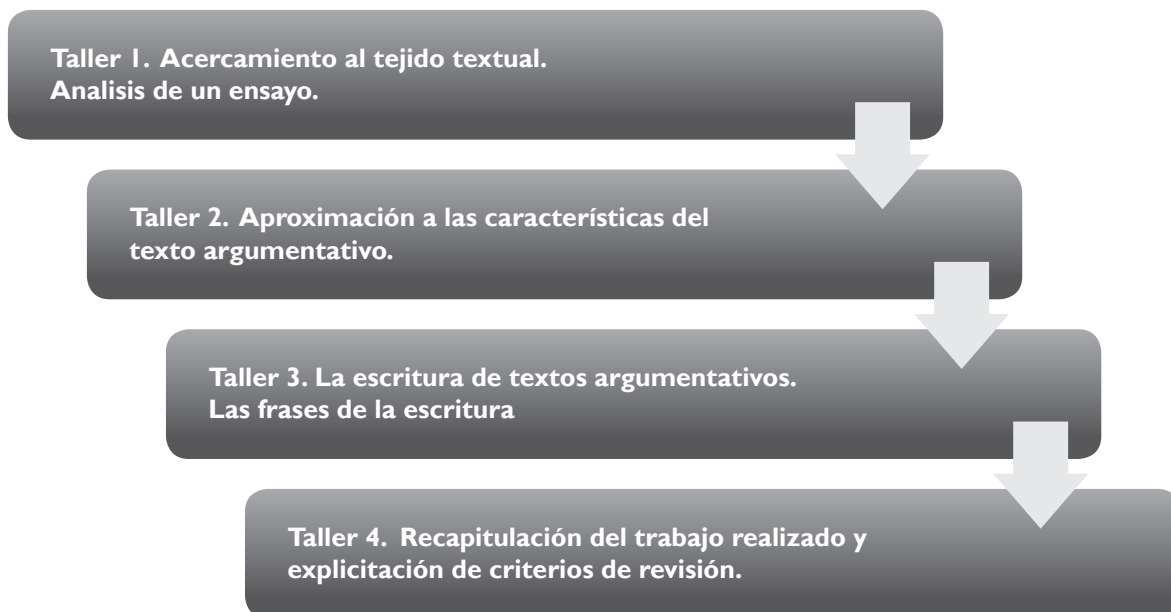 Taller 1. Acercamiento al tejido textual.
Analisis de un ensayo.
Taller 2. Aproximación a las características del
texto argumentativo.
Taller 3. La escritura de textos argumentativos.
Las frases de la escritura
Taller 4. Recapitulación del trabajo realizado y
explicitación de criterios de revisión.